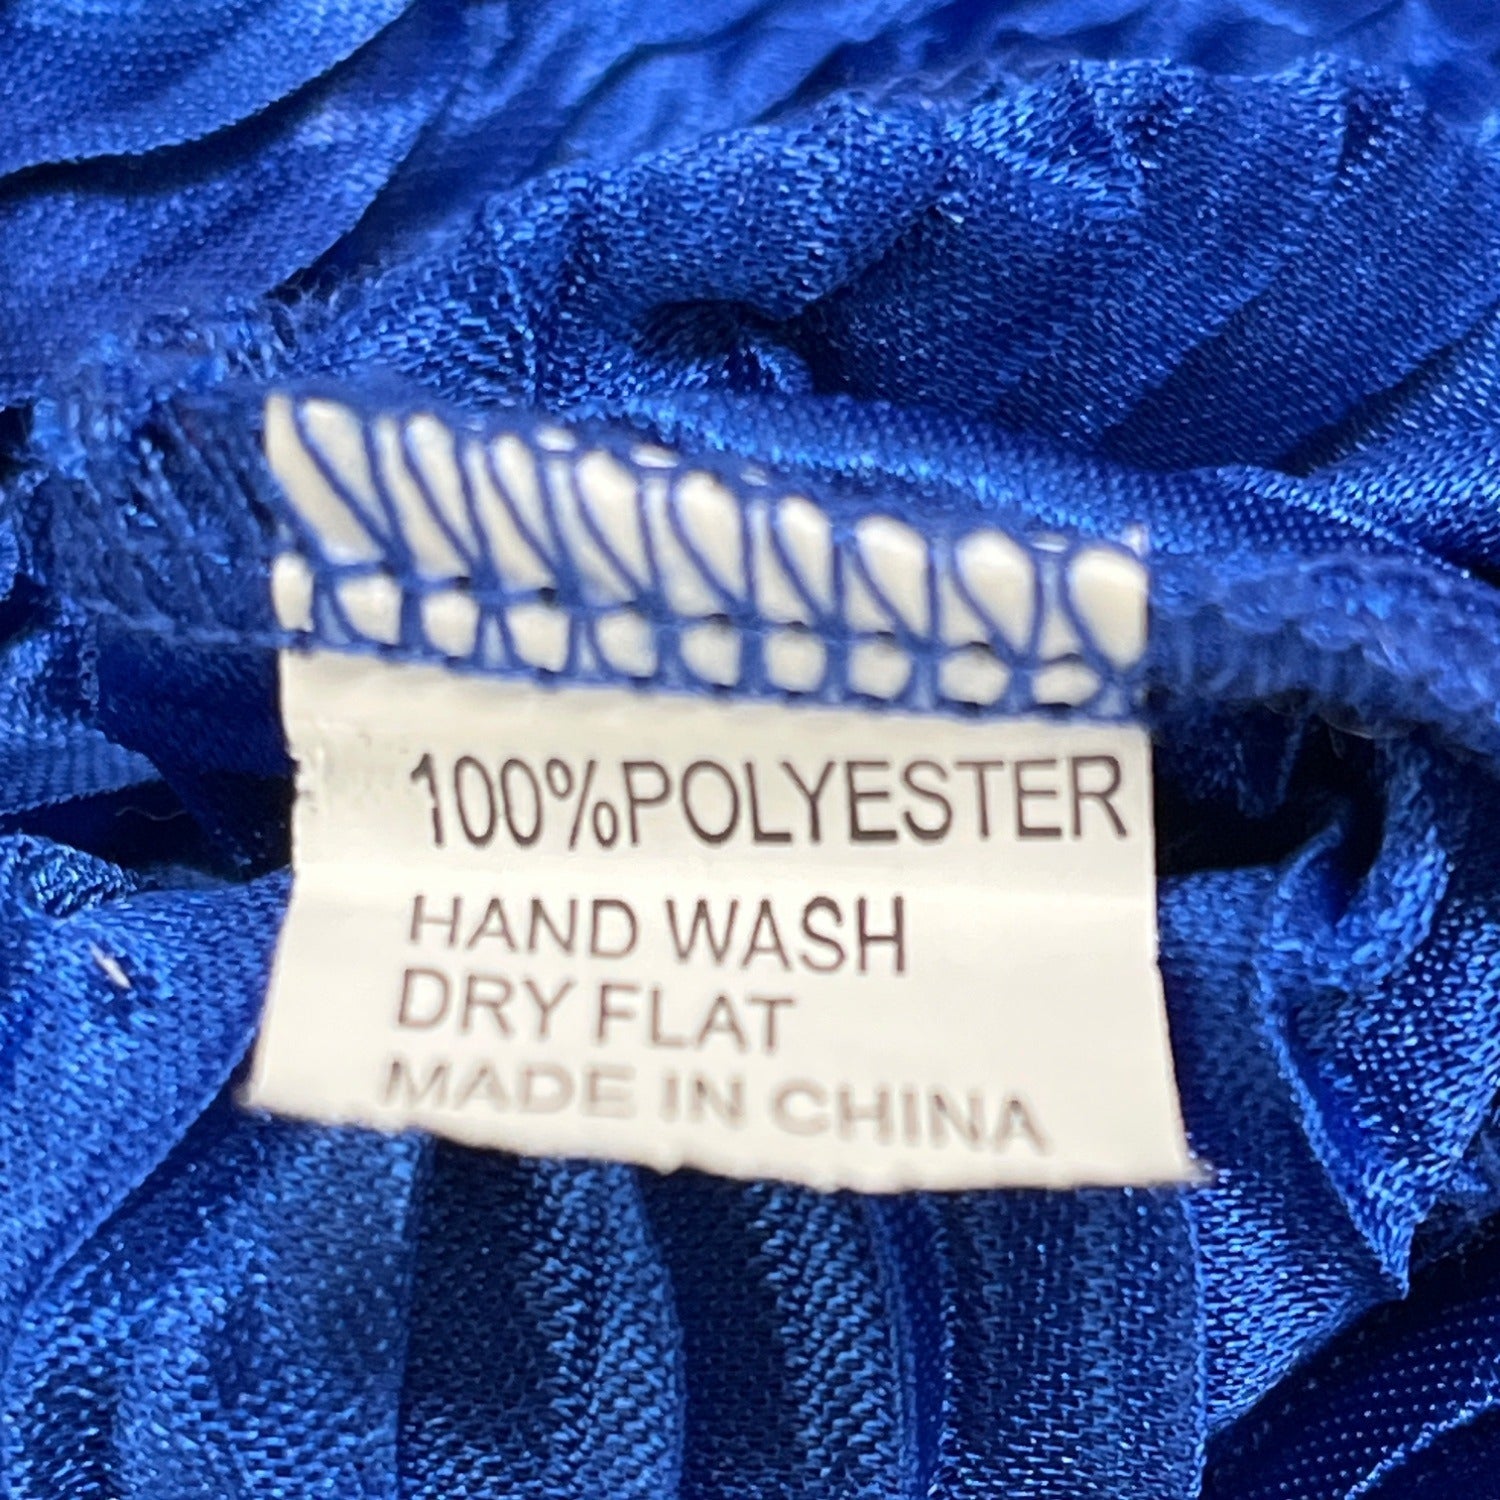 100%POLYESTER
HAND WASH
DRY FLAT
MADE IN CHINA